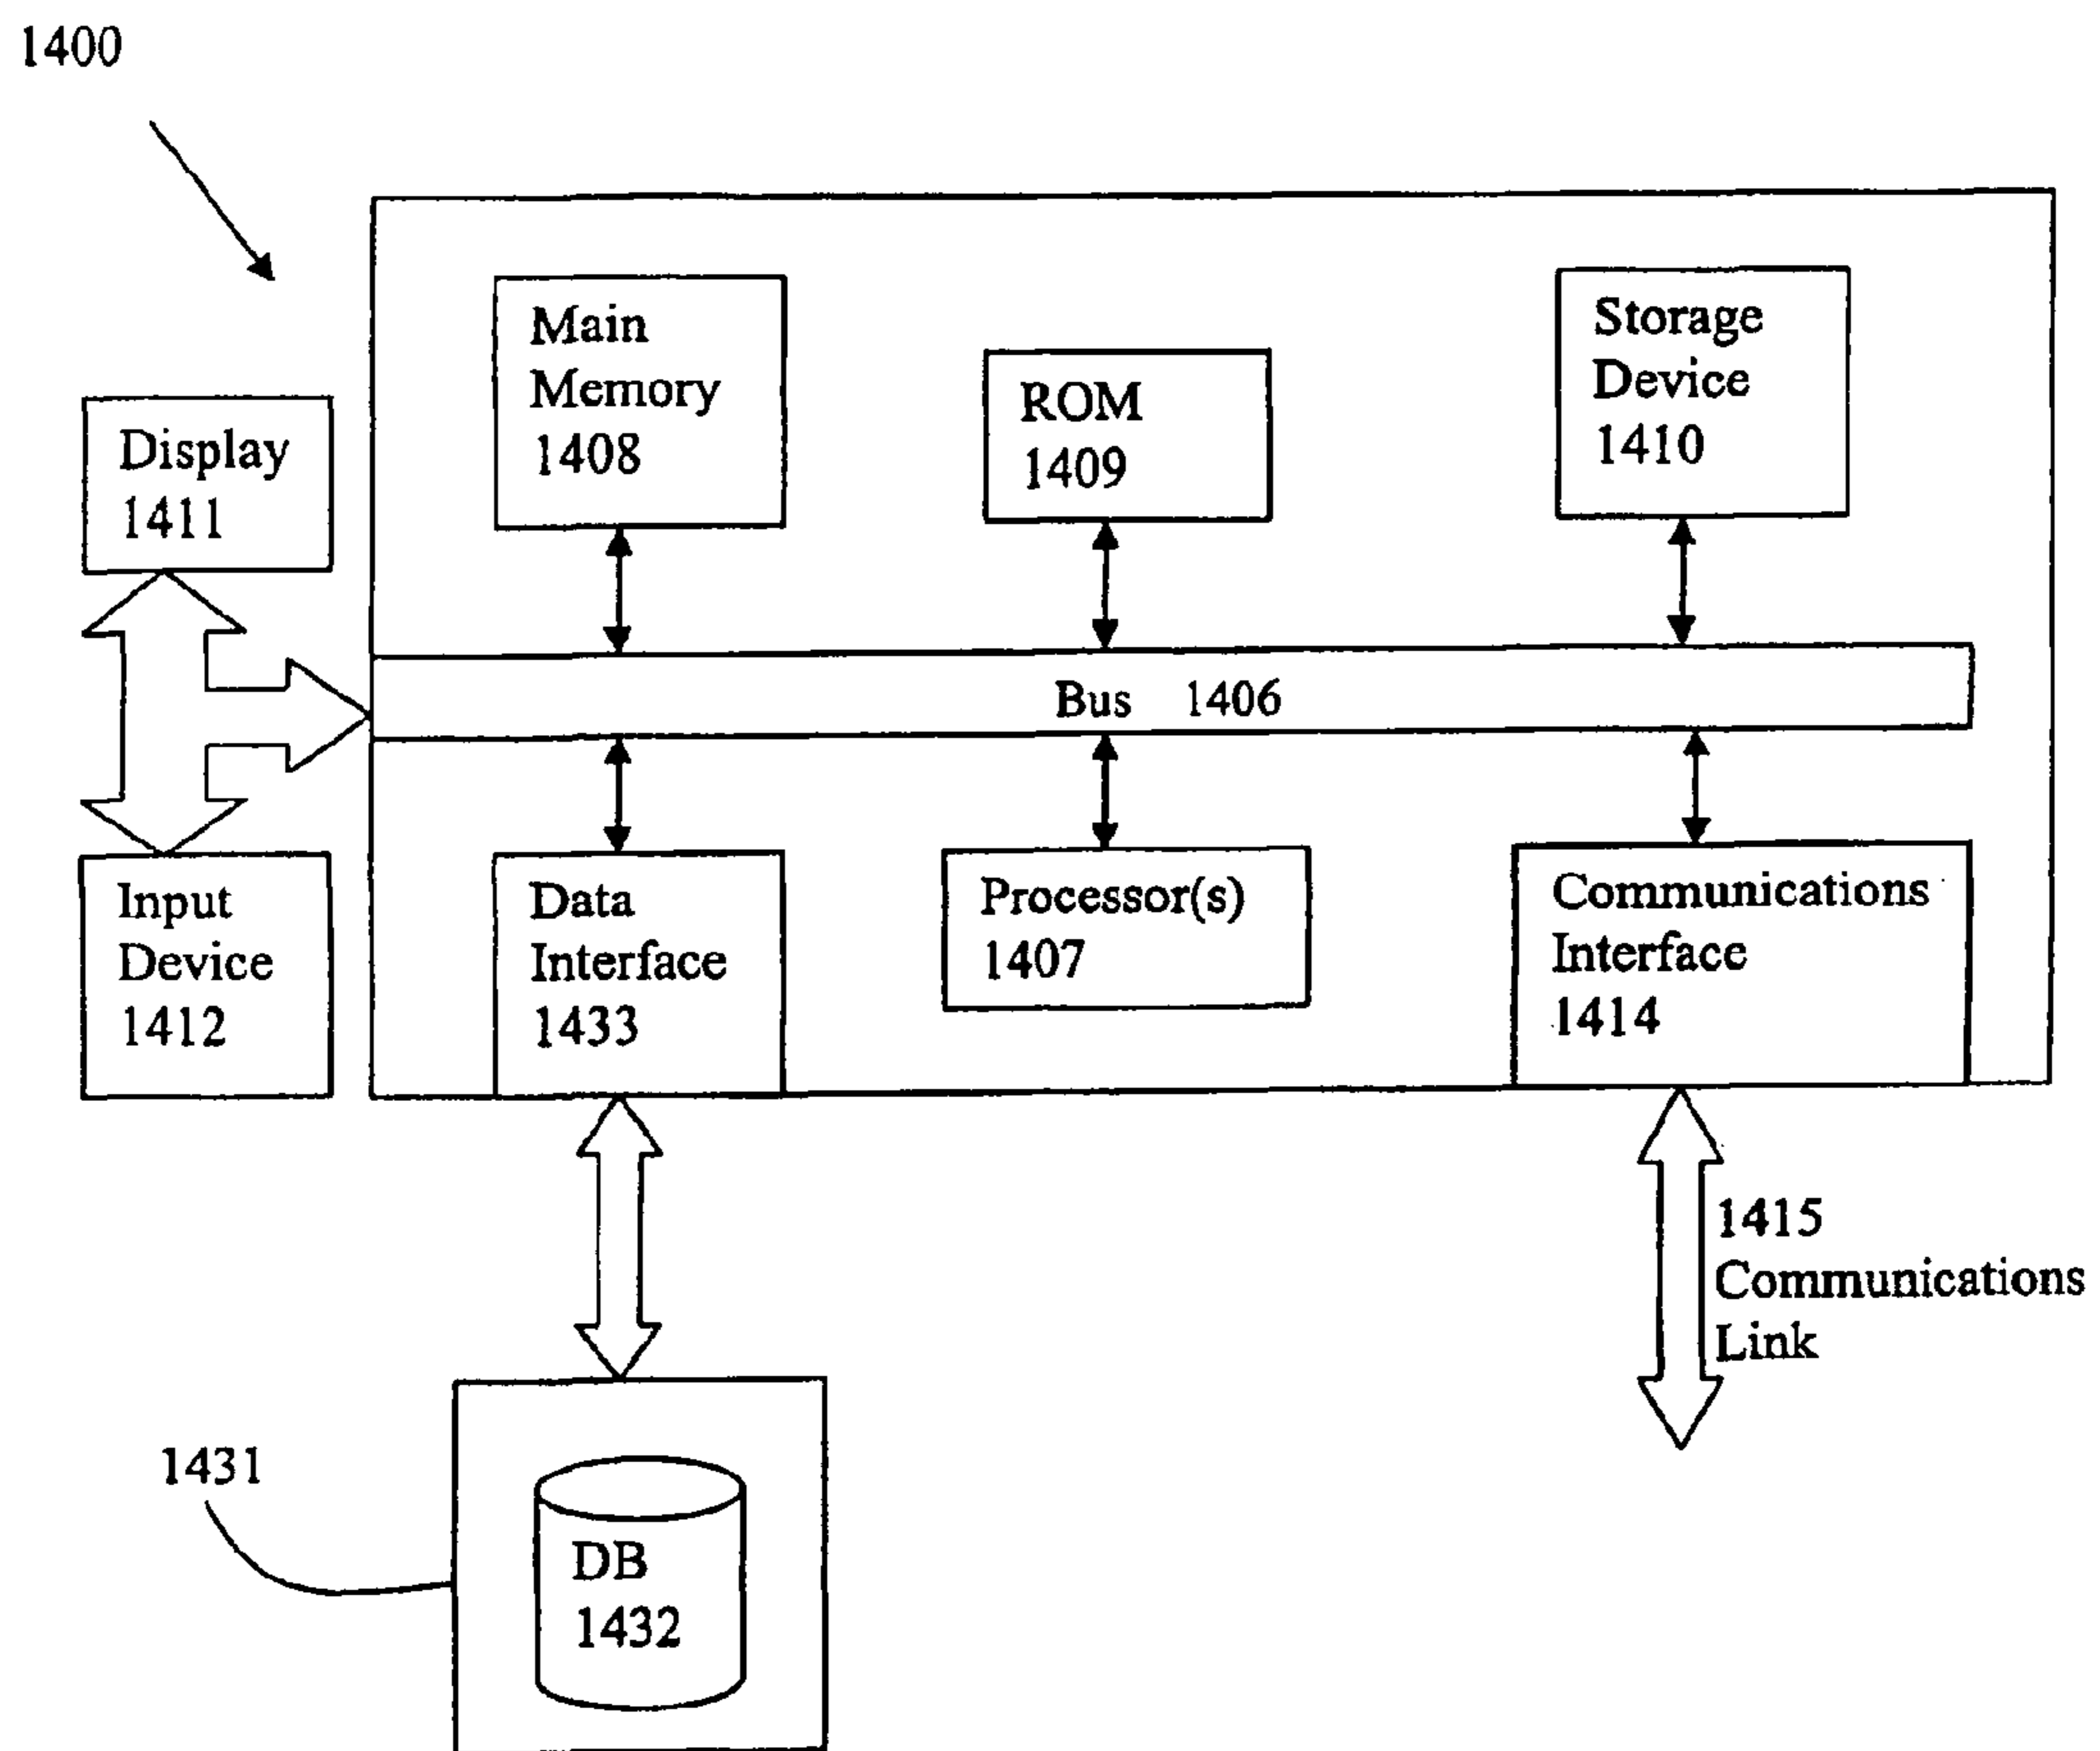 1400
Main
Memory
1408
ROM
1409
Storage
Device
1410
Display
1411
Bus 1406
Input
Device
1412
Data
Interface
1433
Processor(s)
1407
Communications
Interface
1414
1415
Communications
Link
1431
DB
1432